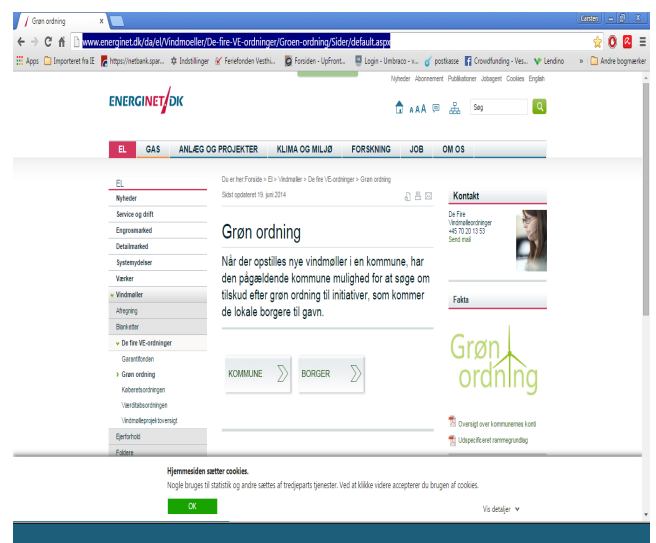 Grøn ordning
Carsten
www.energinet.dk/da/el/Vindmoeller/De-fire-VE-ordninger/Groen-ordning/Sider/default.aspx
Apps Importeret fra IE https://netbank.spar... Indstillinger Feriefonden Vesthi... Forsiden - UpFront... Login - Umbraco - v... postkasse Crowdfunding - Ves... Lendino » Andre bogmærker
Nyheder Abonnement Publikationer Jobagent Cookies English
ENERGINET/DK
A A A Søg
EL GAS ANLÆG OG PROJEKTER KLIMA OG MILJØ FORSKNING JOB OM OS
EL
Nyheder
Service og drift
Engrosmarked
Detailmarked
Systemydelser
Værker
Vindmøller
Afregning
Blanketter
De fire VE-ordninger
Garantifonden
Grøn ordning
Køberetsordningen
Værditabsordningen
Vindmølleprojektoversigt
Ejerforhold
Foldere
Du er her: Forside > El > Vindmøller > De fire VE-ordninger > Grøn ordning
Sidst opdateret 19. juni 2014
Grøn ordning
Når der opstilles nye vindmøller i en kommune, har
den pågældende kommune mulighed for at søge om
tilskud efter grøn ordning til initiativer, som kommer
de lokale borgere til gavn.
KOMMUNE BORGER
Kontakt
De Fire
Vindmølleordninger
+45 70 20 13 53
Send mail
Fakta
Grøn
ordning
Oversigt over kommunernes konti
Udspecificeret rammegrundlag
Hjemmesiden sætter cookies.
Nogle bruges til statistik og andre sættes af tredjeparts tjenester. Ved at klikke videre accepterer du brugen af cookies.
OK
Vis detaljer